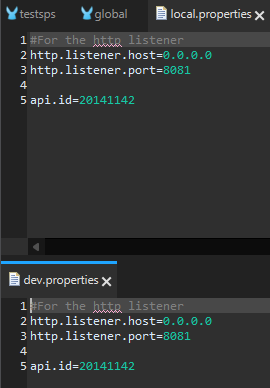 testsps global local.properties
1 #For the http listener
2 http.listener.host=0.0.0.0
3 http.listener.port=8081
4
5 api.id=20141142
dev.properties
1 #For the http listener
2 http.listener.host=0.0.0.0
3 http.listener.port=8081
4
5 api.id=20141142